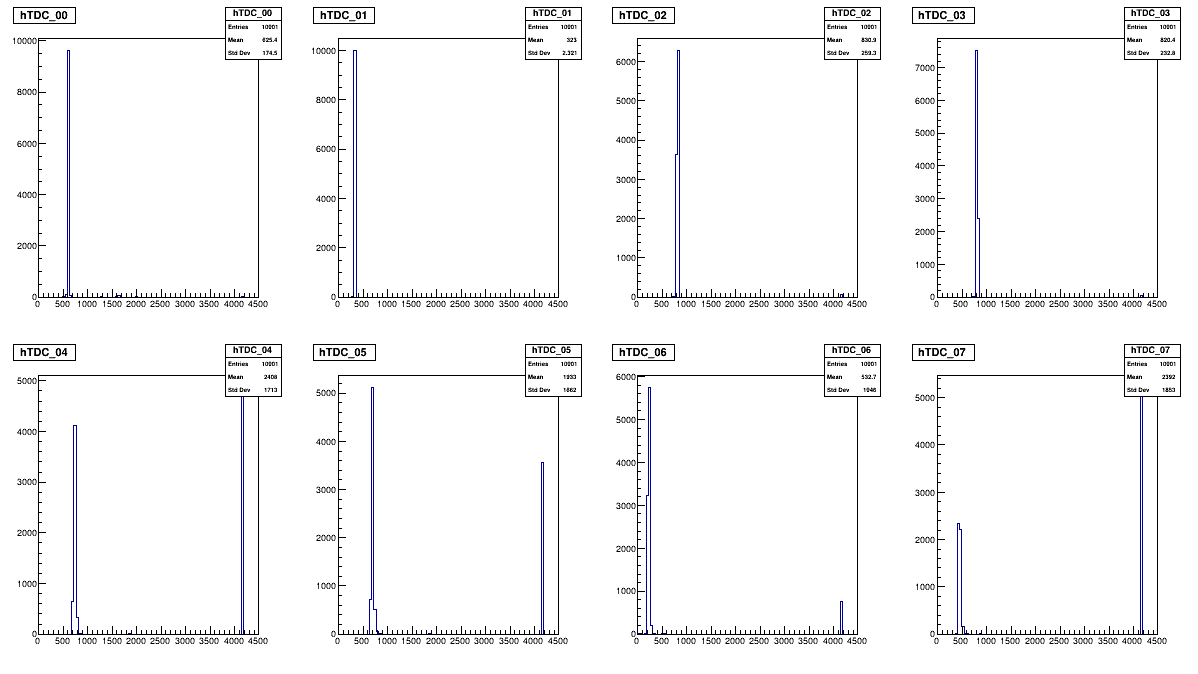 hTDC_00
hTDC_00
Entries 10001
Mean 625.4
Std Dev 174.5
10000
8000
6000
4000
2000
0
0 500 1000 1500 2000 2500 3000 3500 4000 4500
hTDC_01
hTDC_01
Entries 10001
Mean 323
Std Dev 2.321
10000
8000
6000
4000
2000
0
0 500 1000 1500 2000 2500 3000 3500 4000 4500
hTDC_02
hTDC_02
Entries 10001
Mean 830.9
Std Dev 259.3
6000
5000
4000
3000
2000
1000
0
0 500 1000 1500 2000 2500 3000 3500 4000 4500
hTDC_03
hTDC_03
Entries 10001
Mean 820.4
Std Dev 232.8
7000
6000
5000
4000
3000
2000
1000
0
0 500 1000 1500 2000 2500 3000 3500 4000 4500
hTDC_04
hTDC_04
Entries 10001
Mean 2408
Std Dev 1713
5000
4000
3000
2000
1000
0
0 500 1000 1500 2000 2500 3000 3500 4000 4500
hTDC_05
hTDC_05
Entries 10001
Mean 1933
Std Dev 1662
5000
4000
3000
2000
1000
0
0 500 1000 1500 2000 2500 3000 3500 4000 4500
hTDC_06
hTDC_06
Entries 10001
Mean 532.7
Std Dev 1046
6000
5000
4000
3000
2000
1000
0
0 500 1000 1500 2000 2500 3000 3500 4000 4500
hTDC_07
hTDC_07
Entries 10001
Mean 2392
Std Dev 1853
5000
4000
3000
2000
1000
0
0 500 1000 1500 2000 2500 3000 3500 4000 4500